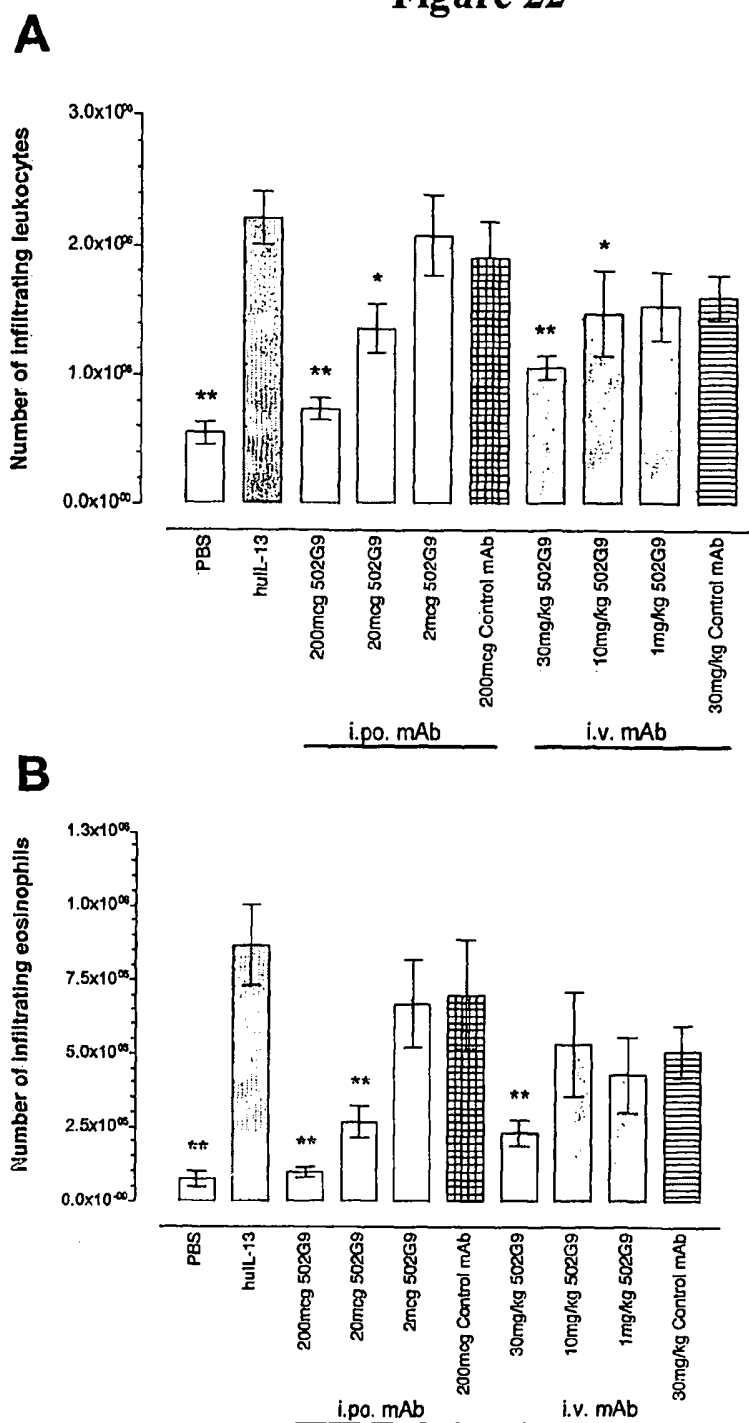 Figure 22
A
Number of infiltrating leukocytes
3.0x10
2.0x10⁰⁶
1.0x10⁰⁶
0.0x10⁰⁰
**
**
*
**
*
PBS
huIL-13
200mcg 502G9
20mcg 502G9
2mcg 502G9
200mcg Control mAb
30mg/kg 502G9
10mg/kg 502G9
1mg/kg 502G9
30mg/kg Control mAb
i.po. mAb
i.v. mAb
B
Number of infiltrating eosinophils
1.3x10⁰⁶
1.0x10⁰⁶
7.5x10⁰⁵
5.0x10⁰⁵
2.5x10⁰⁵
0.0x10⁻⁰⁰
**
**
**
**
PBS
huIL-13
200mcg 502G9
20mcg 502G9
2mcg 502G9
200mcg Control mAb
30mg/kg 502G9
10mg/kg 502G9
1mg/kg 502G9
30mg/kg Control mAb
i.po. mAb
i.v. mAb